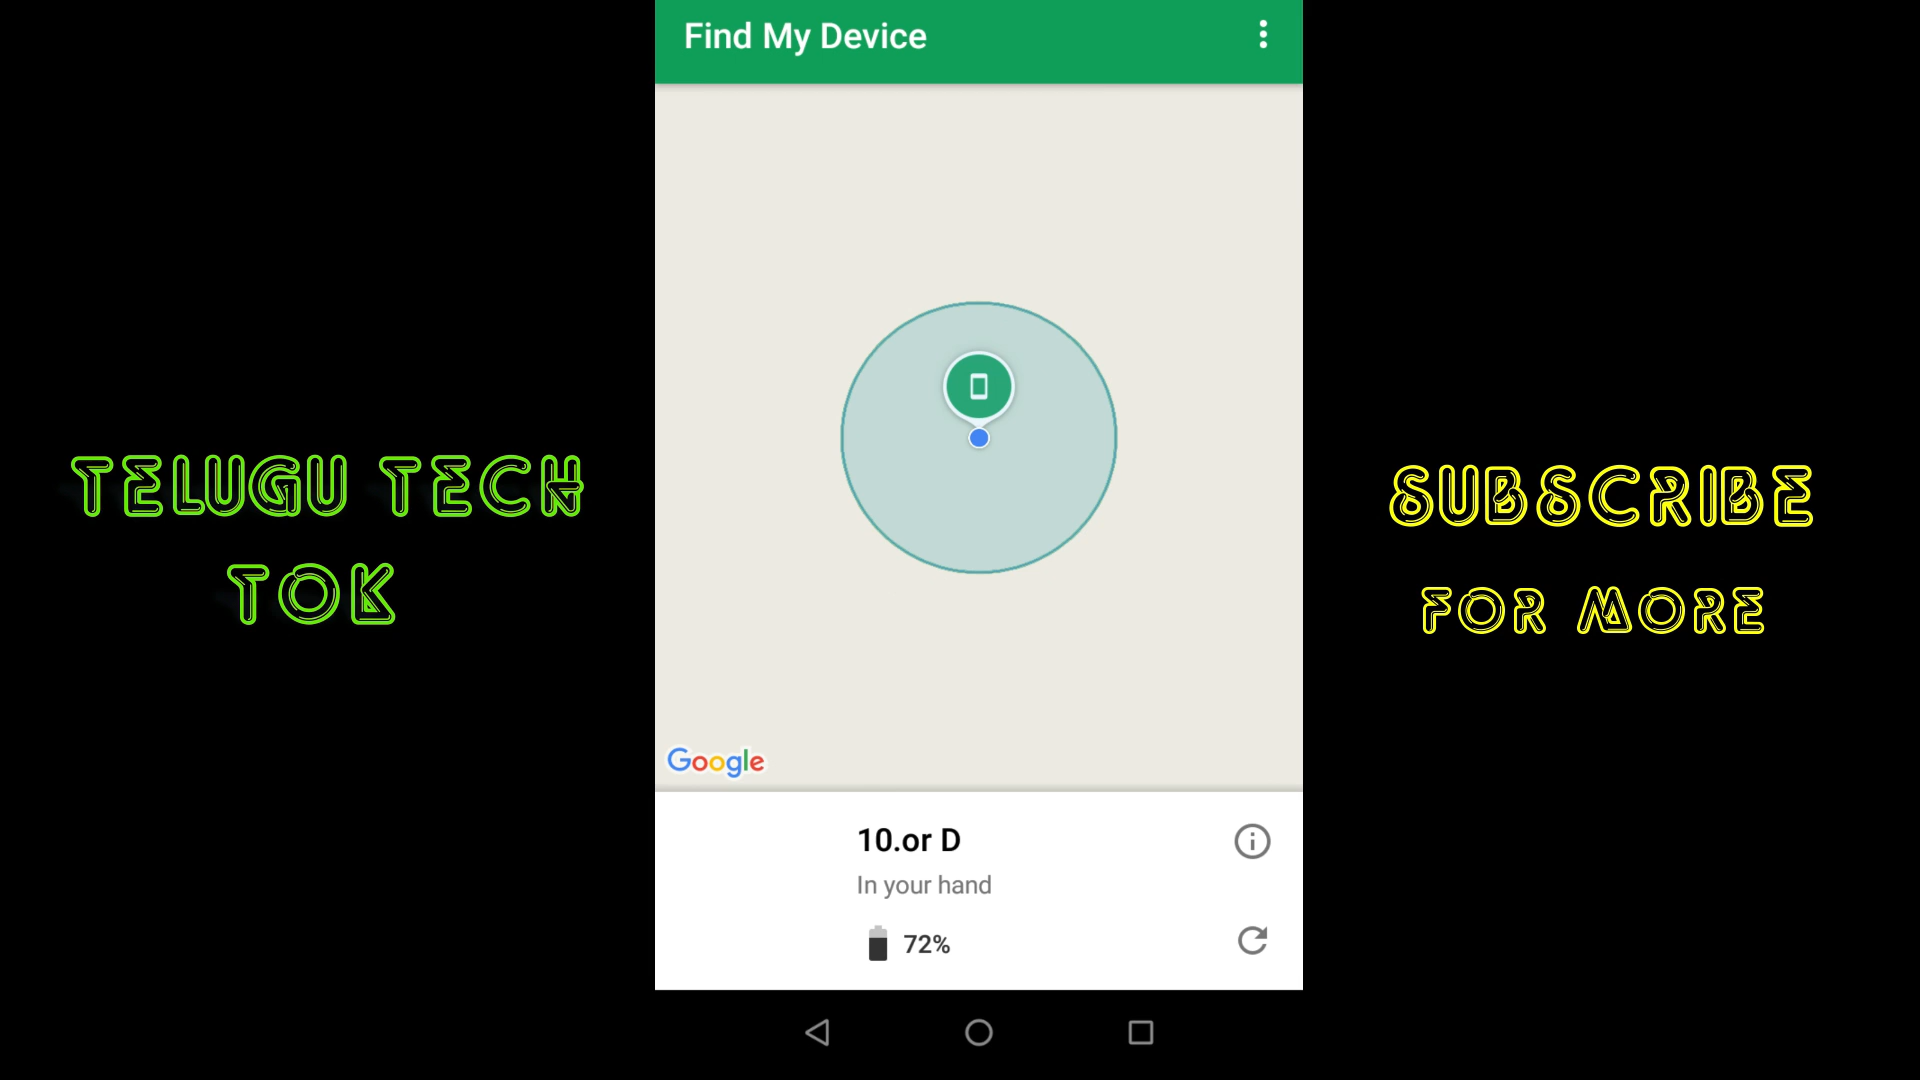 Find My Device
TELUGU TECH
TOK
SUBSCRIBE
FOR MORE
Google
10.or D
In your hand
72%